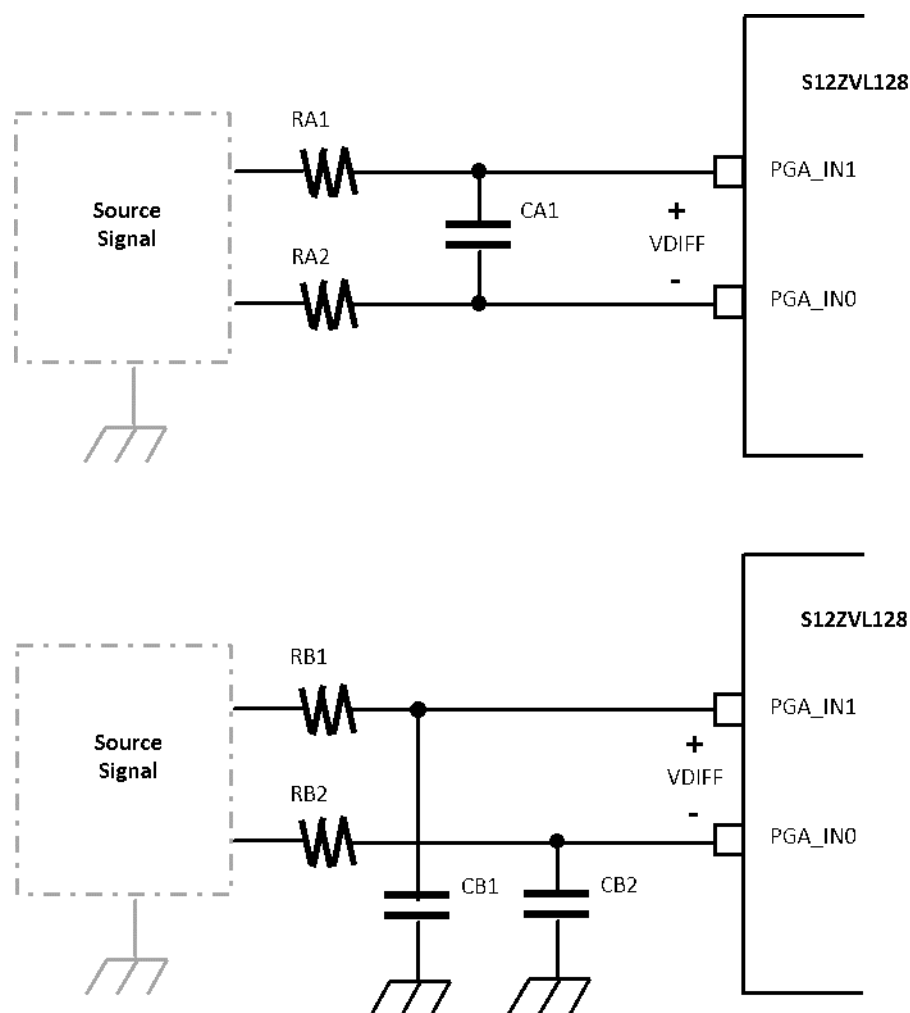 S12ZVL128
RA1
PGA_IN1
Source
Signal
CA1
+
VDIFF
-
RA2
PGA_IN0
S12ZVL128
RB1
PGA_IN1
Source
Signal
+
VDIFF
-
RB2
PGA_IN0
CB1
CB2